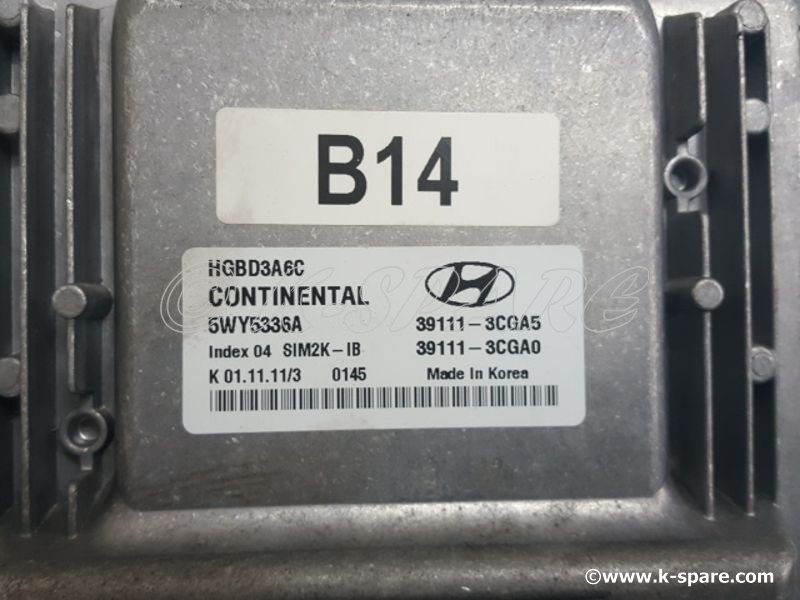 B14
HGBD3A6C
CONTINENTAL
5WY5336A 39111-3CGA5
Index 04 SIM2K-IB 39111-3CGA0
K 01.11.11/3 0145 Made In Korea
K-SPARE
©www.k-spare.com